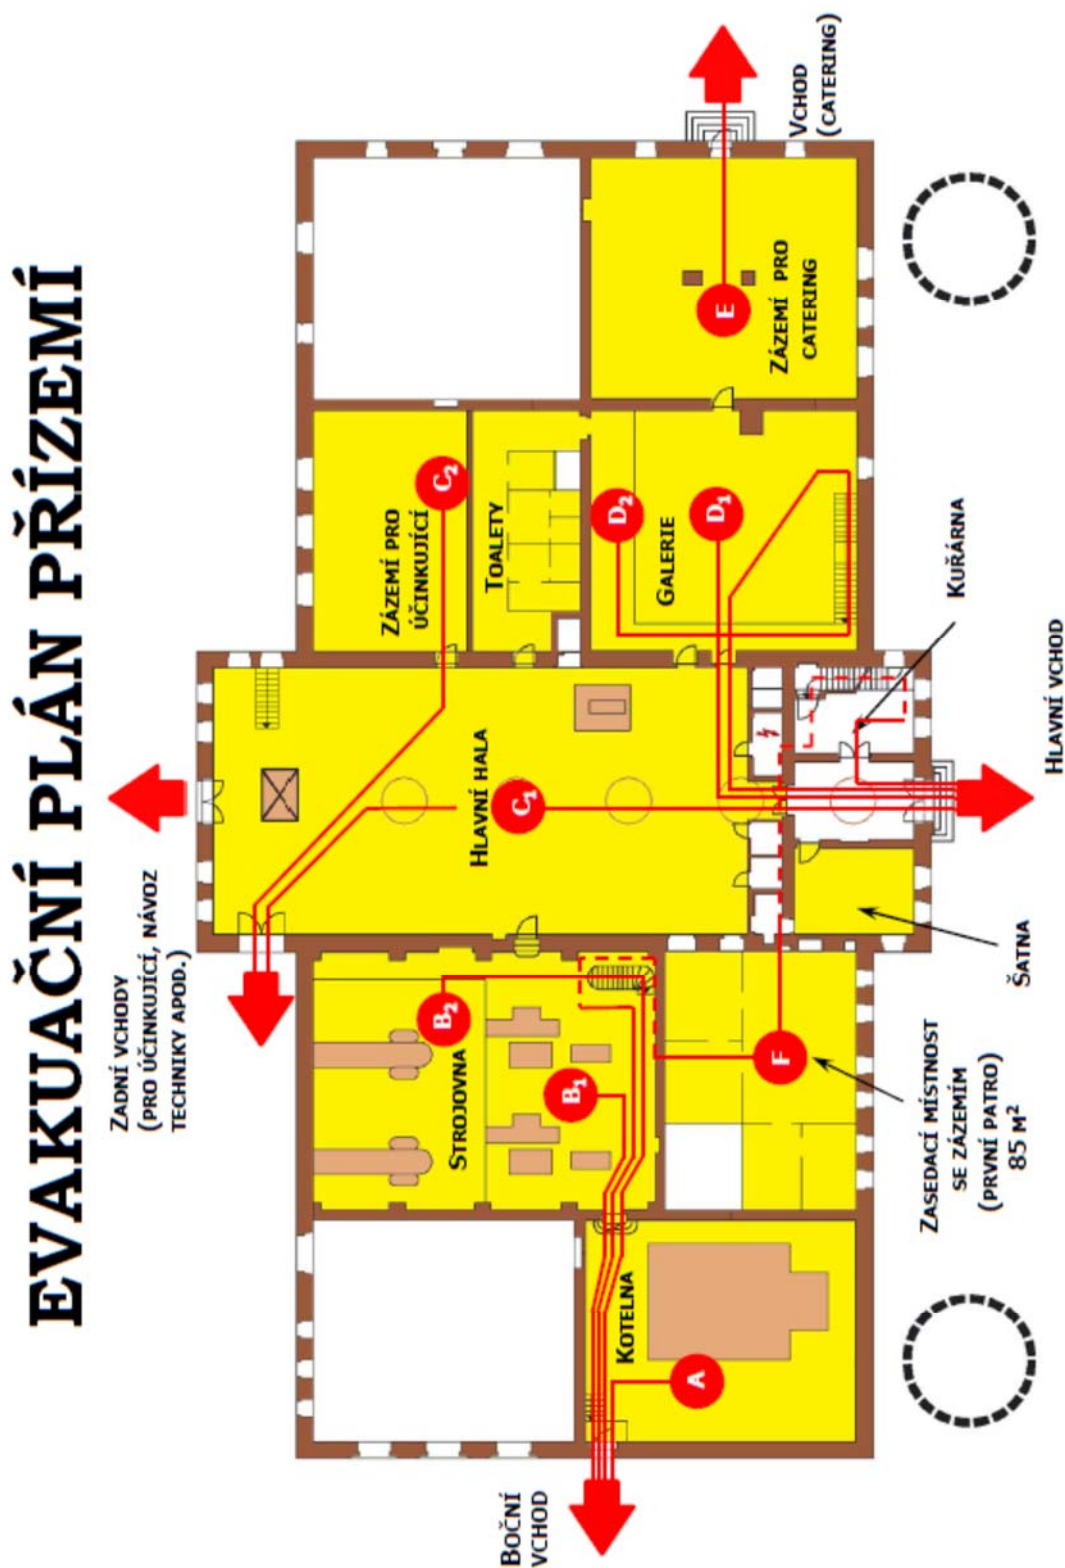 EVAKUAČNÍ PLÁN PŘÍZEMÍ
ZADNÍ VCHODY
(PRO ÚČINKUJÍCÍ, NÁVOZ
TECHNIKY APOD.)
ZÁZEMÍ PRO
ÚČINKUJÍCÍ
C2
TOALETY
HLAVNÍ HALA
C1
STROJOVNA
B2
B1
GALERIE
D2
D1
E
ZÁZEMÍ PRO
CATERING
VCHOD
(CATERING)
BOČNÍ
VCHOD
KOTELNA
A
F
ZASEDACÍ MÍSTNOST
SE ZÁZEMÍM
(PRVNÍ PATRO)
85 M²
ŠATNA
HLAVNÍ VCHOD
KUŘÁRNA